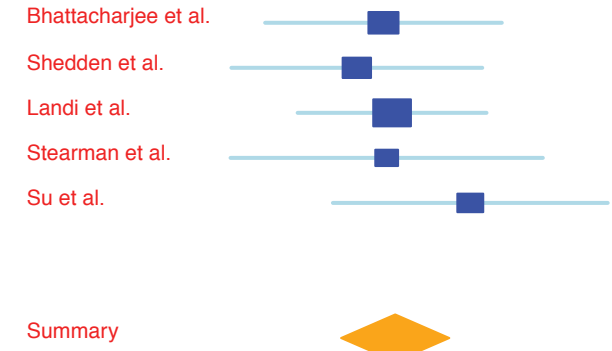 Bhattacharjee et al.
Shedden et al.
Landi et al.
Stearman et al.
Su et al.
Summary